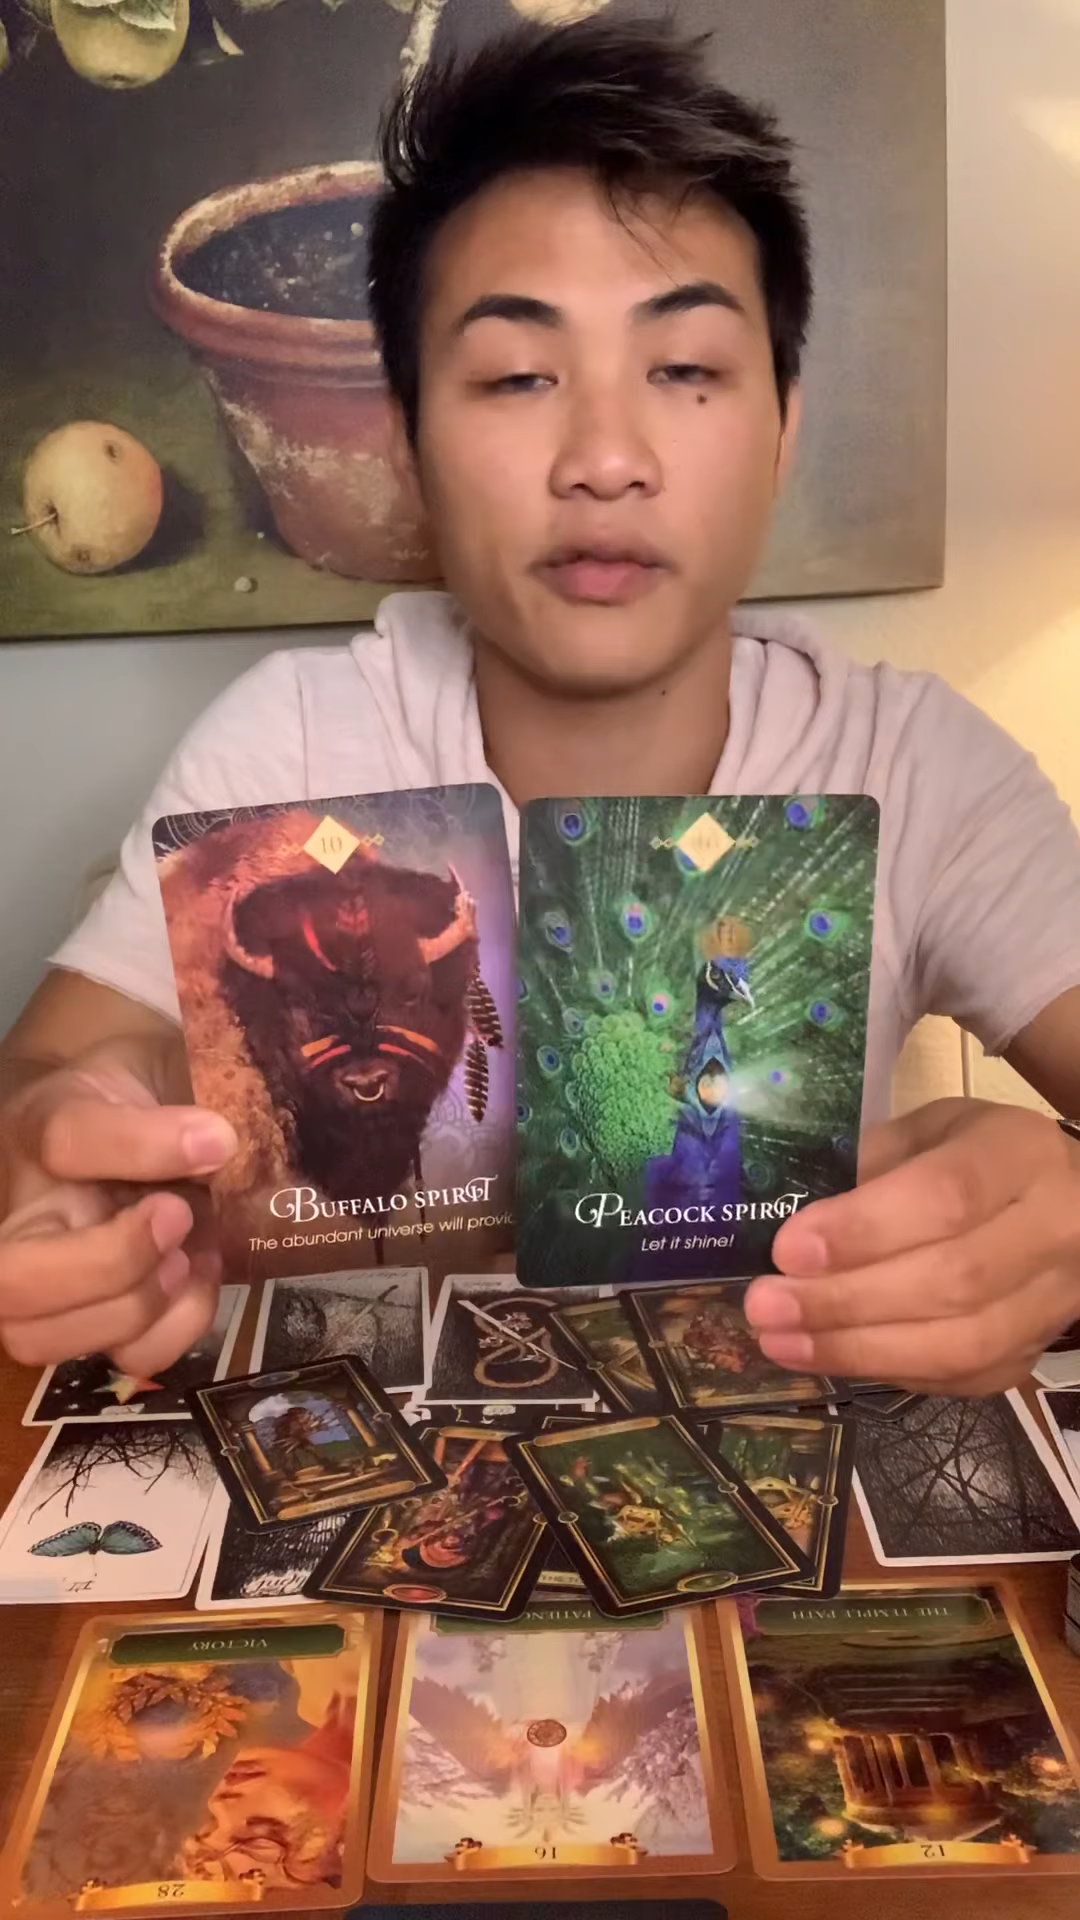 10
BUFFALO SPIRIT
The abundant universe will provid
PEACOCK SPIRIT
Let it shine!
VICTORY
28
PATIENC
16
THE TEMPLE PATH
12